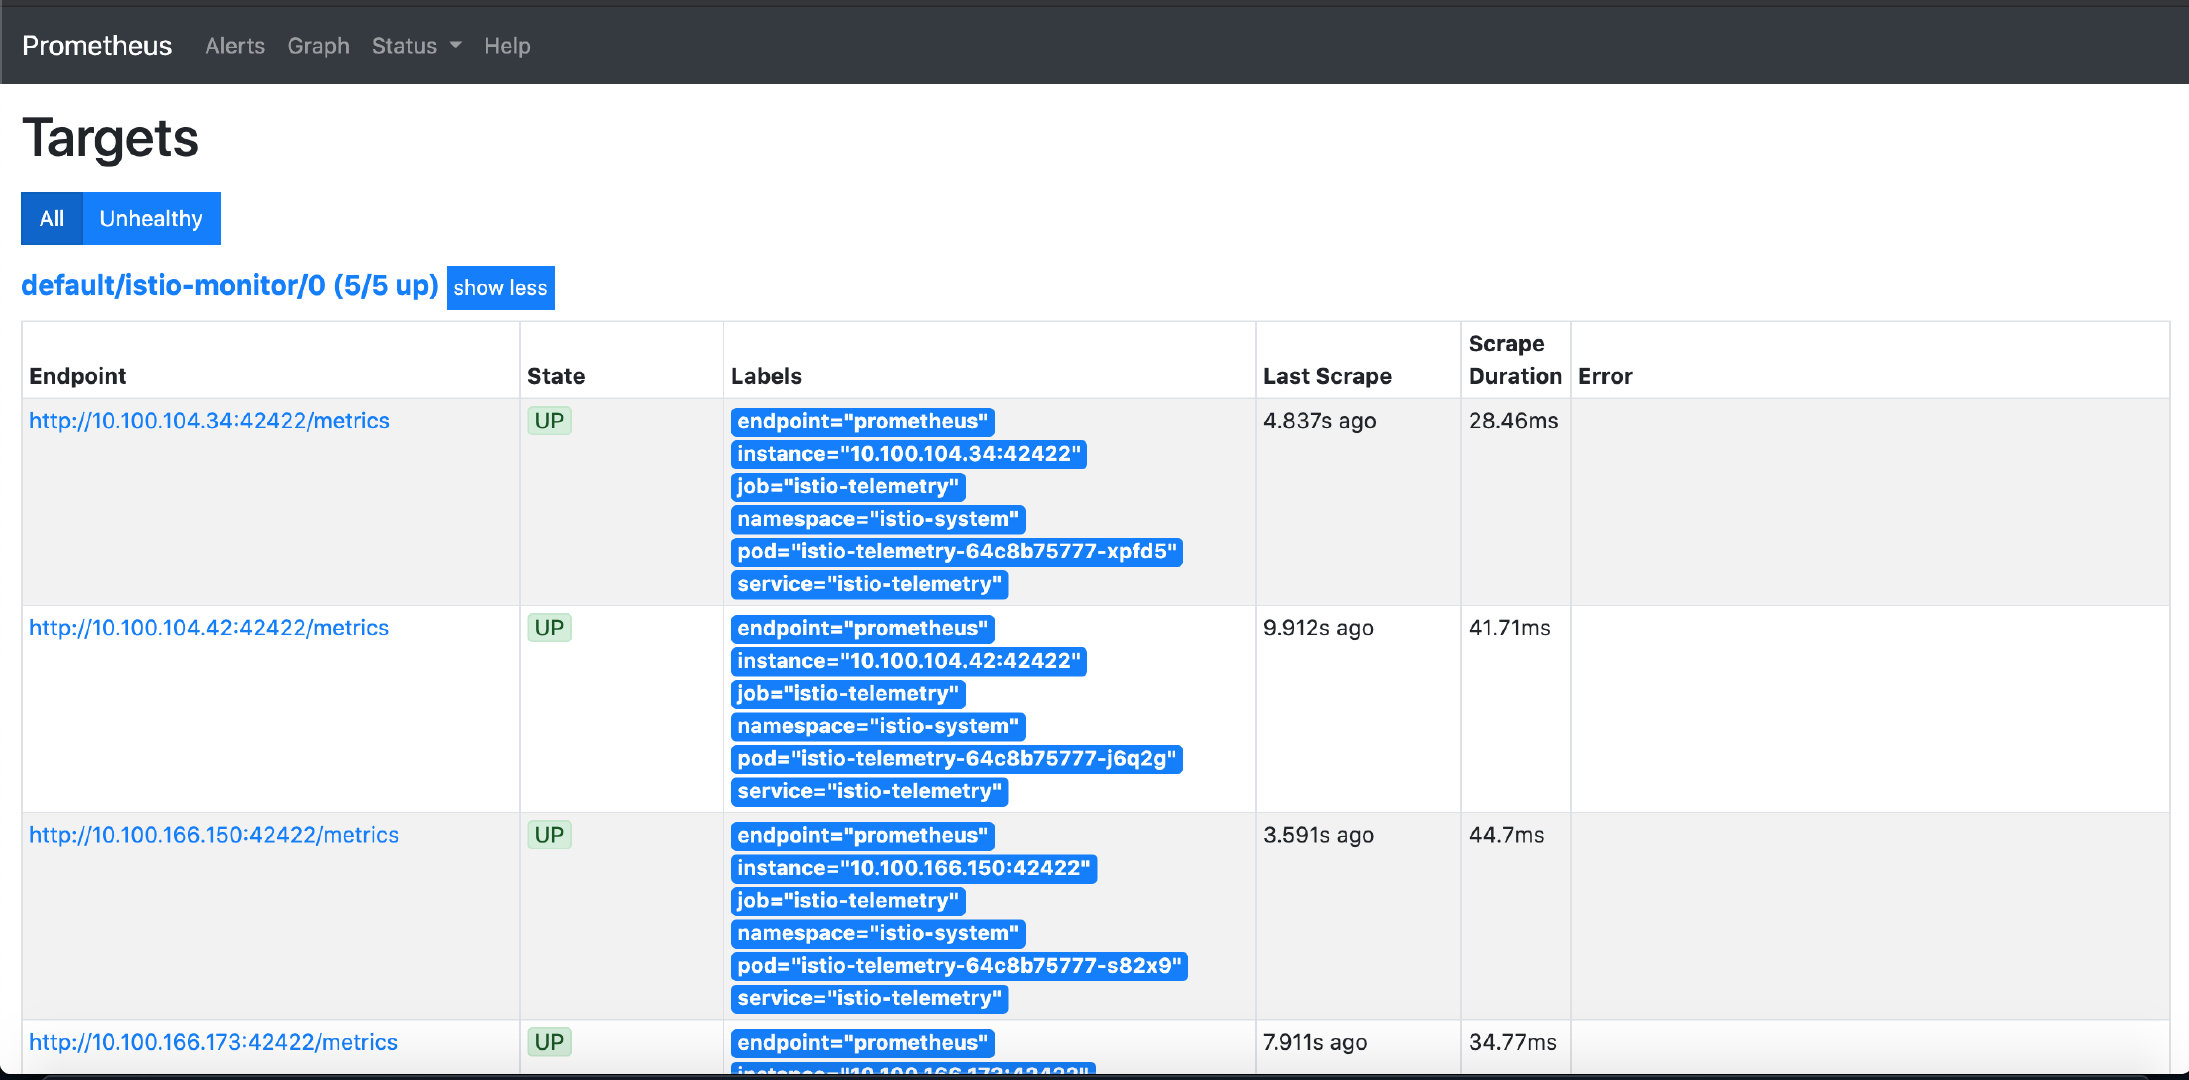 Prometheus Alerts Graph Status Help
Targets
All Unhealthy
default/istio-monitor/0 (5/5 up) show less
Endpoint State Labels Last Scrape Scrape Duration Error
http://10.100.104.34:42422/metrics UP endpoint="prometheus" 4.837s ago 28.46ms
instance="10.100.104.34:42422"
job="istio-telemetry"
namespace="istio-system"
pod="istio-telemetry-64c8b75777-xpfd5"
service="istio-telemetry"
http://10.100.104.42:42422/metrics UP endpoint="prometheus" 9.912s ago 41.71ms
instance="10.100.104.42:42422"
job="istio-telemetry"
namespace="istio-system"
pod="istio-telemetry-64c8b75777-j6q2g"
service="istio-telemetry"
http://10.100.166.150:42422/metrics UP endpoint="prometheus" 3.591s ago 44.7ms
instance="10.100.166.150:42422"
job="istio-telemetry"
namespace="istio-system"
pod="istio-telemetry-64c8b75777-s82x9"
service="istio-telemetry"
http://10.100.166.173:42422/metrics UP endpoint="prometheus" 7.911s ago 34.77ms
instance="10.100.166.173:42422"